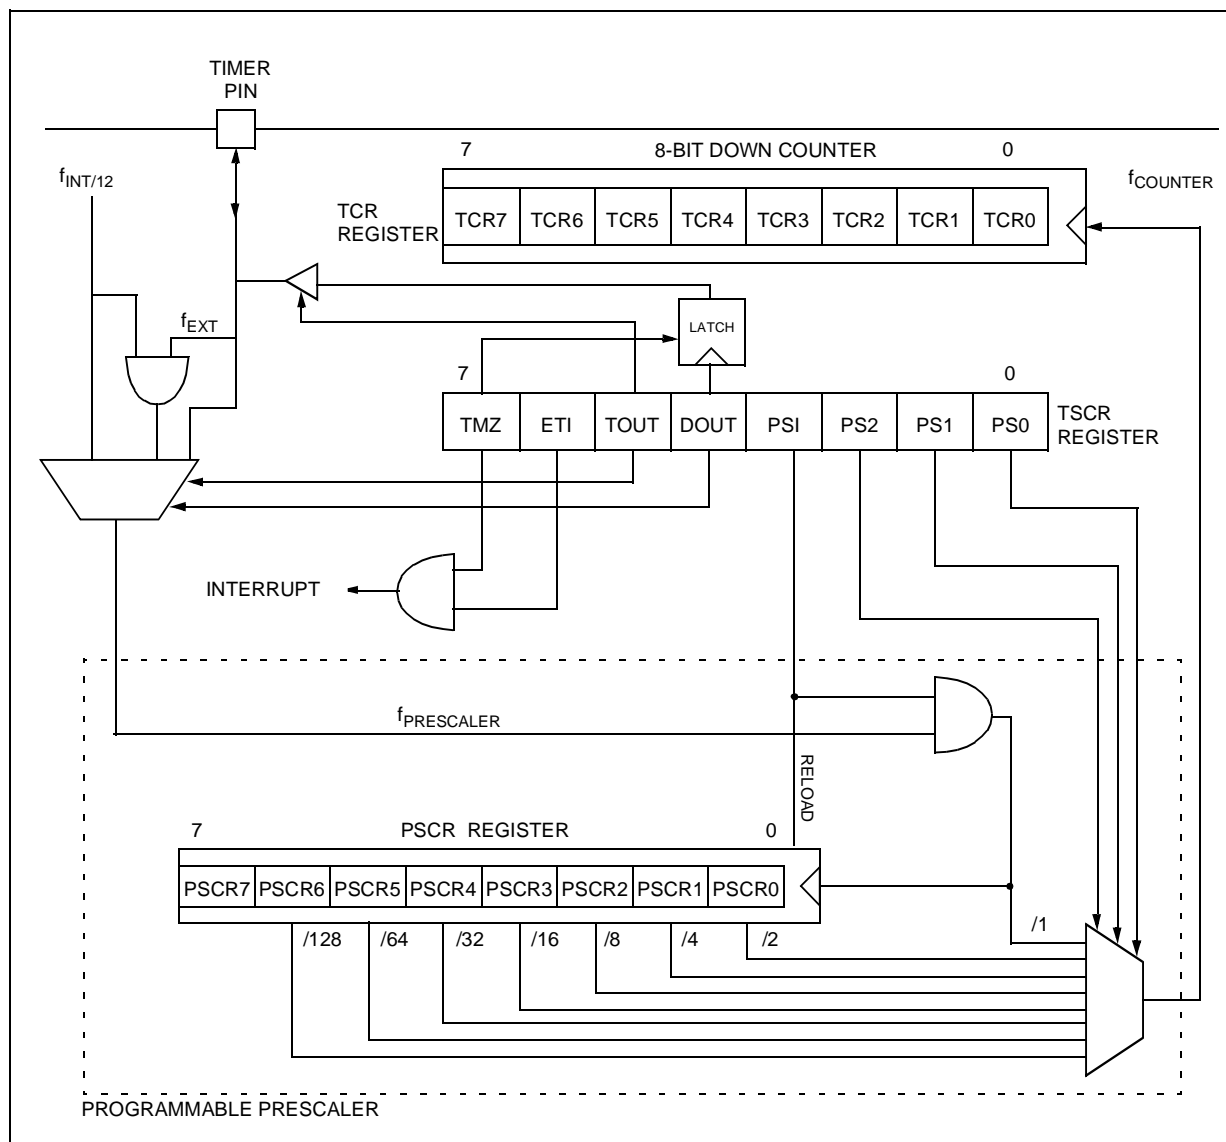 TIMER
PIN
7 8-BIT DOWN COUNTER 0
fINT/12
fCOUNTER
TCR
REGISTER
TCR7 TCR6 TCR5 TCR4 TCR3 TCR2 TCR1 TCR0
fEXT
LATCH
7 0
TMZ ETI TOUT DOUT PSI PS2 PS1 PS0
TSCR
REGISTER
INTERRUPT
fPRESCALER
RELOAD
7 PSCR REGISTER 0
PSCR7 PSCR6 PSCR5 PSCR4 PSCR3 PSCR2 PSCR1 PSCR0
/128 /64 /32 /16 /8 /4 /2 /1
PROGRAMMABLE PRESCALER